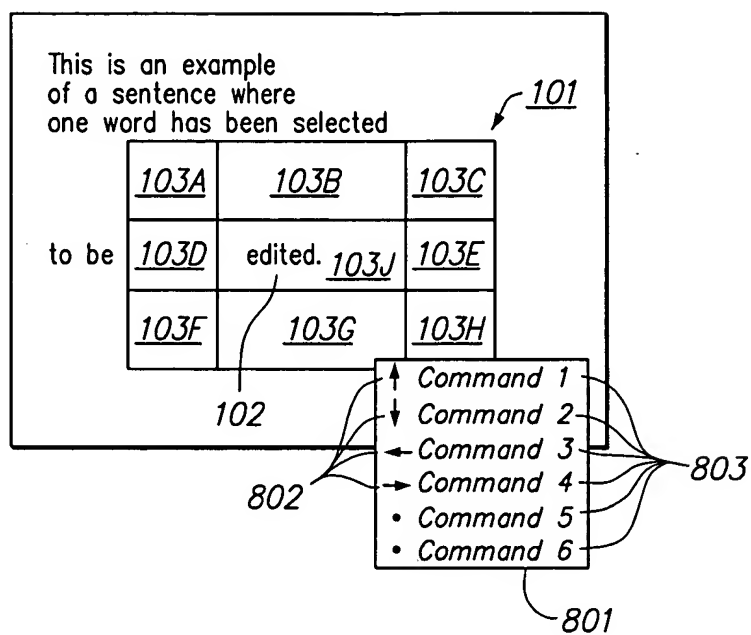 This is an example
of a sentence where
one word has been selected
101
103A 103B 103C
to be 103D edited. 103J 103E
103F 103G 103H
102
↑ Command 1
↓ Command 2
← Command 3
→ Command 4
• Command 5
• Command 6
802
803
801